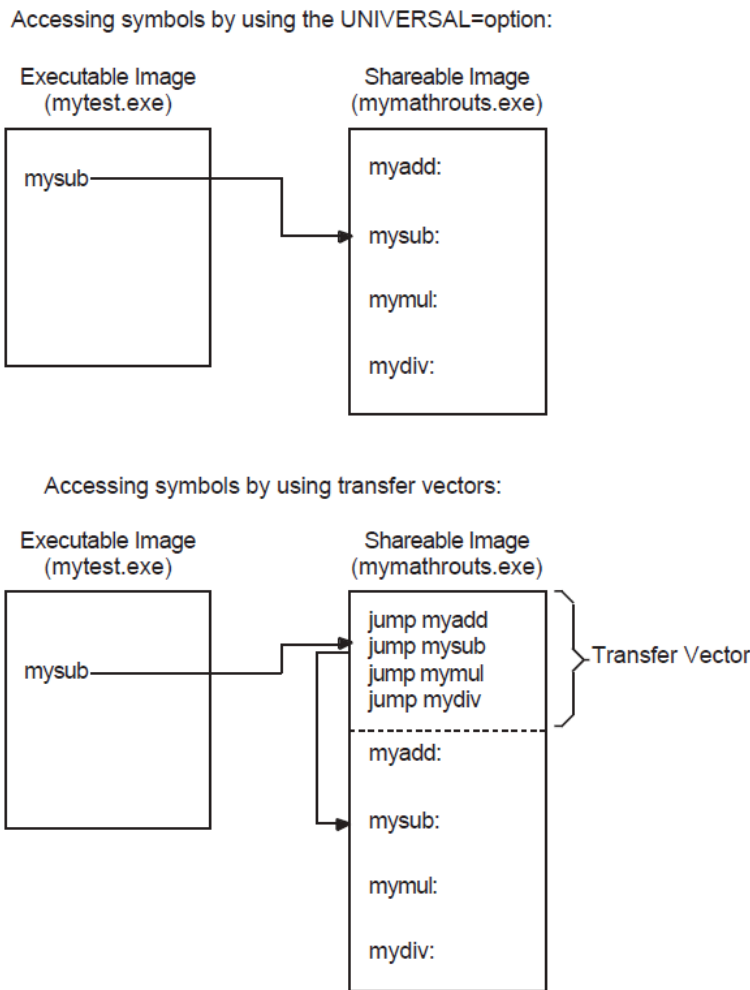 Accessing symbols by using the UNIVERSAL=option:
Executable Image
(mytest.exe)
Shareable Image
(mymathrouts.exe)
mysub
myadd:
mysub:
mymul:
mydiv:
Accessing symbols by using transfer vectors:
Executable Image
(mytest.exe)
Shareable Image
(mymathrouts.exe)
mysub
jump myadd
jump mysub
jump mymul
jump mydiv
Transfer Vector
myadd:
mysub:
mymul:
mydiv: